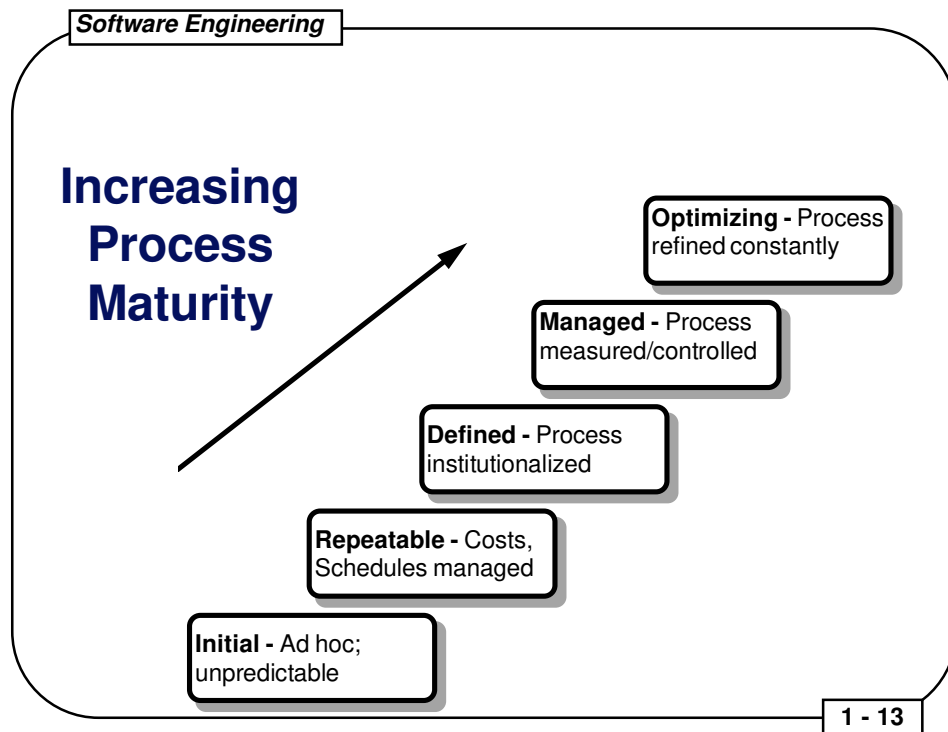 Software Engineering
Increasing
Process
Maturity
Optimizing - Process
refined constantly
Managed - Process
measured/controlled
Defined - Process
institutionalized
Repeatable - Costs,
Schedules managed
Initial - Ad hoc;
unpredictable
1 - 13